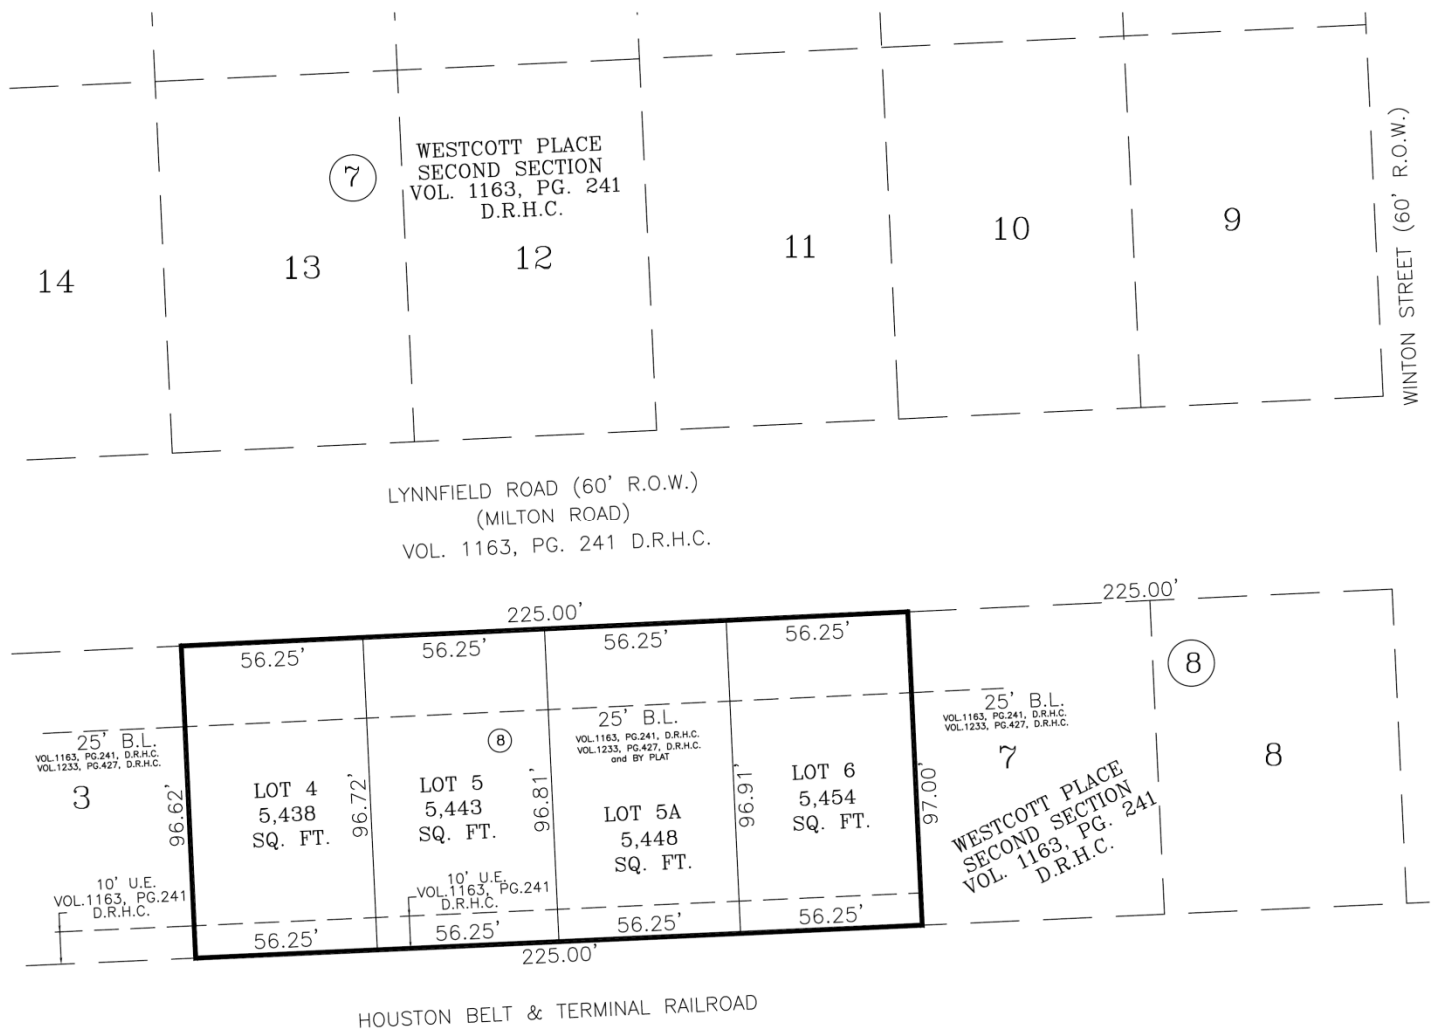 WESTCOTT PLACE
SECOND SECTION
VOL. 1163, PG. 241
D.R.H.C.
7
14
13
12
11
10
9
WINTON STREET (60' R.O.W.)
LYNNFIELD ROAD (60' R.O.W.)
(MILTON ROAD)
VOL. 1163, PG. 241 D.R.H.C.
225.00'
225.00'
56.25'
56.25'
56.25'
56.25'
8
25' B.L.
VOL.1163, PG.241, D.R.H.C.
VOL.1233, PG.427, D.R.H.C.
3
96.62'
LOT 4
5,438
SQ. FT.
96.72'
8
LOT 5
5,443
SQ. FT.
96.81'
25' B.L.
VOL.1163, PG.241, D.R.H.C.
VOL.1233, PG.427, D.R.H.C.
and BY PLAT
LOT 5A
5,448
SQ. FT.
96.91'
LOT 6
5,454
SQ. FT.
97.00'
25' B.L.
VOL.1163, PG.241, D.R.H.C.
VOL.1233, PG.427, D.R.H.C.
7
8
WESTCOTT PLACE
SECOND SECTION
VOL. 1163, PG. 241
D.R.H.C.
10' U.E.
VOL.1163, PG.241
D.R.H.C.
10' U.E.
VOL.1163, PG.241
D.R.H.C.
56.25'
56.25'
56.25'
56.25'
225.00'
HOUSTON BELT & TERMINAL RAILROAD